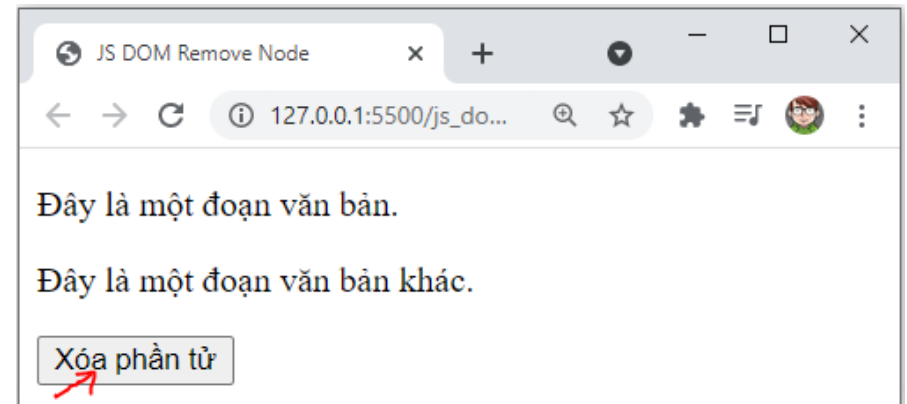 JS DOM Remove Node
127.0.0.1:5500/js_do...
Đây là một đoạn văn bản.
Đây là một đoạn văn bản khác.
Xóa phần tử